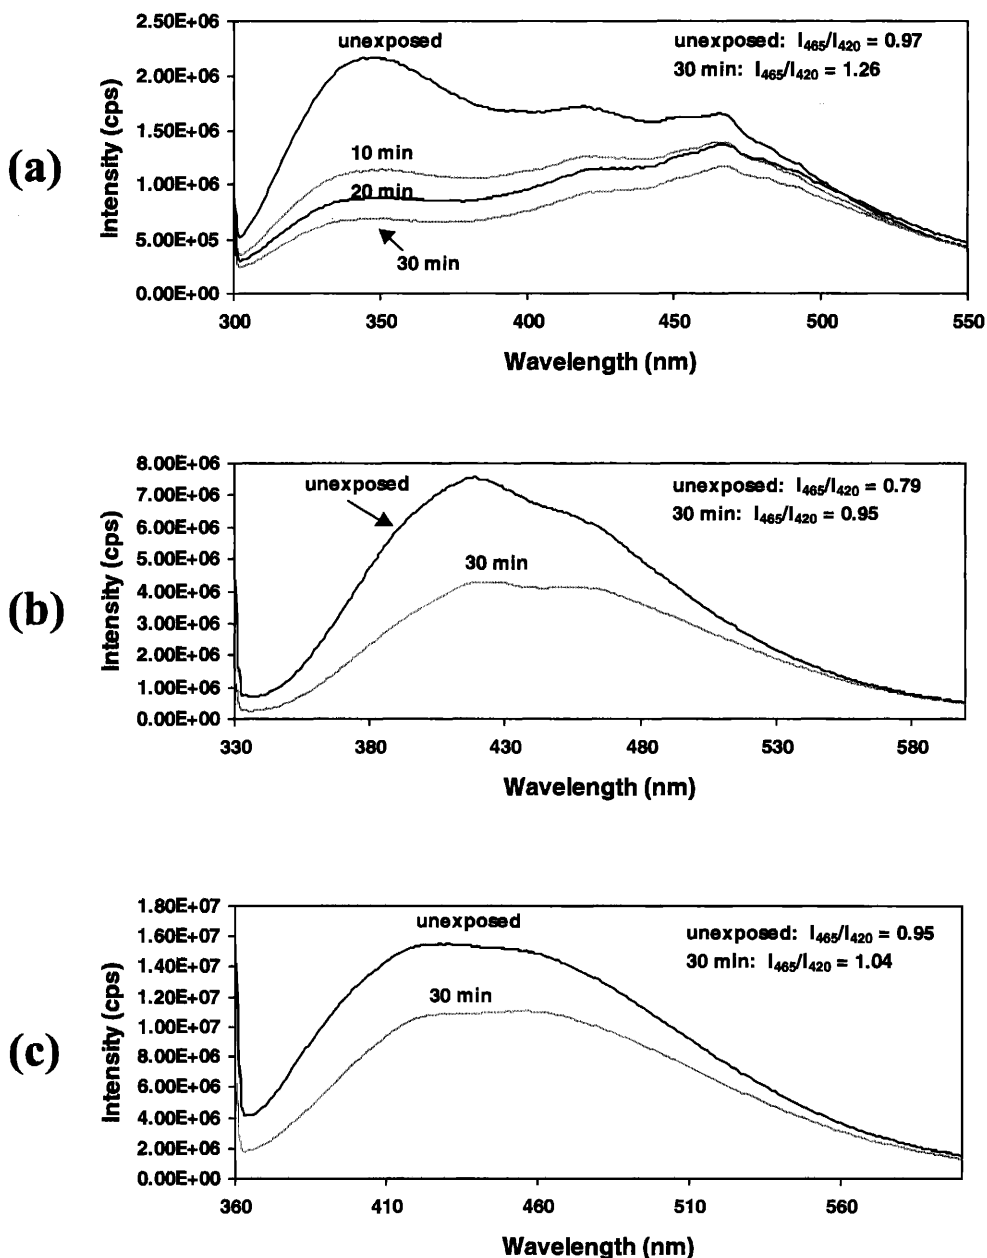 (a)
Intensity (cps)
2.50E+06
2.00E+06
1.50E+06
1.00E+06
5.00E+05
0.00E+00
unexposed
unexposed: I465/I420 = 0.97
30 min: I465/I420 = 1.26
10 min
20 min
30 min
300 350 400 450 500 550
Wavelength (nm)
(b)
Intensity (cps)
8.00E+06
7.00E+06
6.00E+06
5.00E+06
4.00E+06
3.00E+06
2.00E+06
1.00E+06
0.00E+00
unexposed
unexposed: I465/I420 = 0.79
30 min: I465/I420 = 0.95
30 min
330 380 430 480 530 580
Wavelength (nm)
(c)
Intensity (cps)
1.80E+07
1.60E+07
1.40E+07
1.20E+07
1.00E+07
8.00E+06
6.00E+06
4.00E+06
2.00E+06
0.00E+00
unexposed
unexposed: I465/I420 = 0.95
30 min: I465/I420 = 1.04
30 min
360 410 460 510 560
Wavelength (nm)